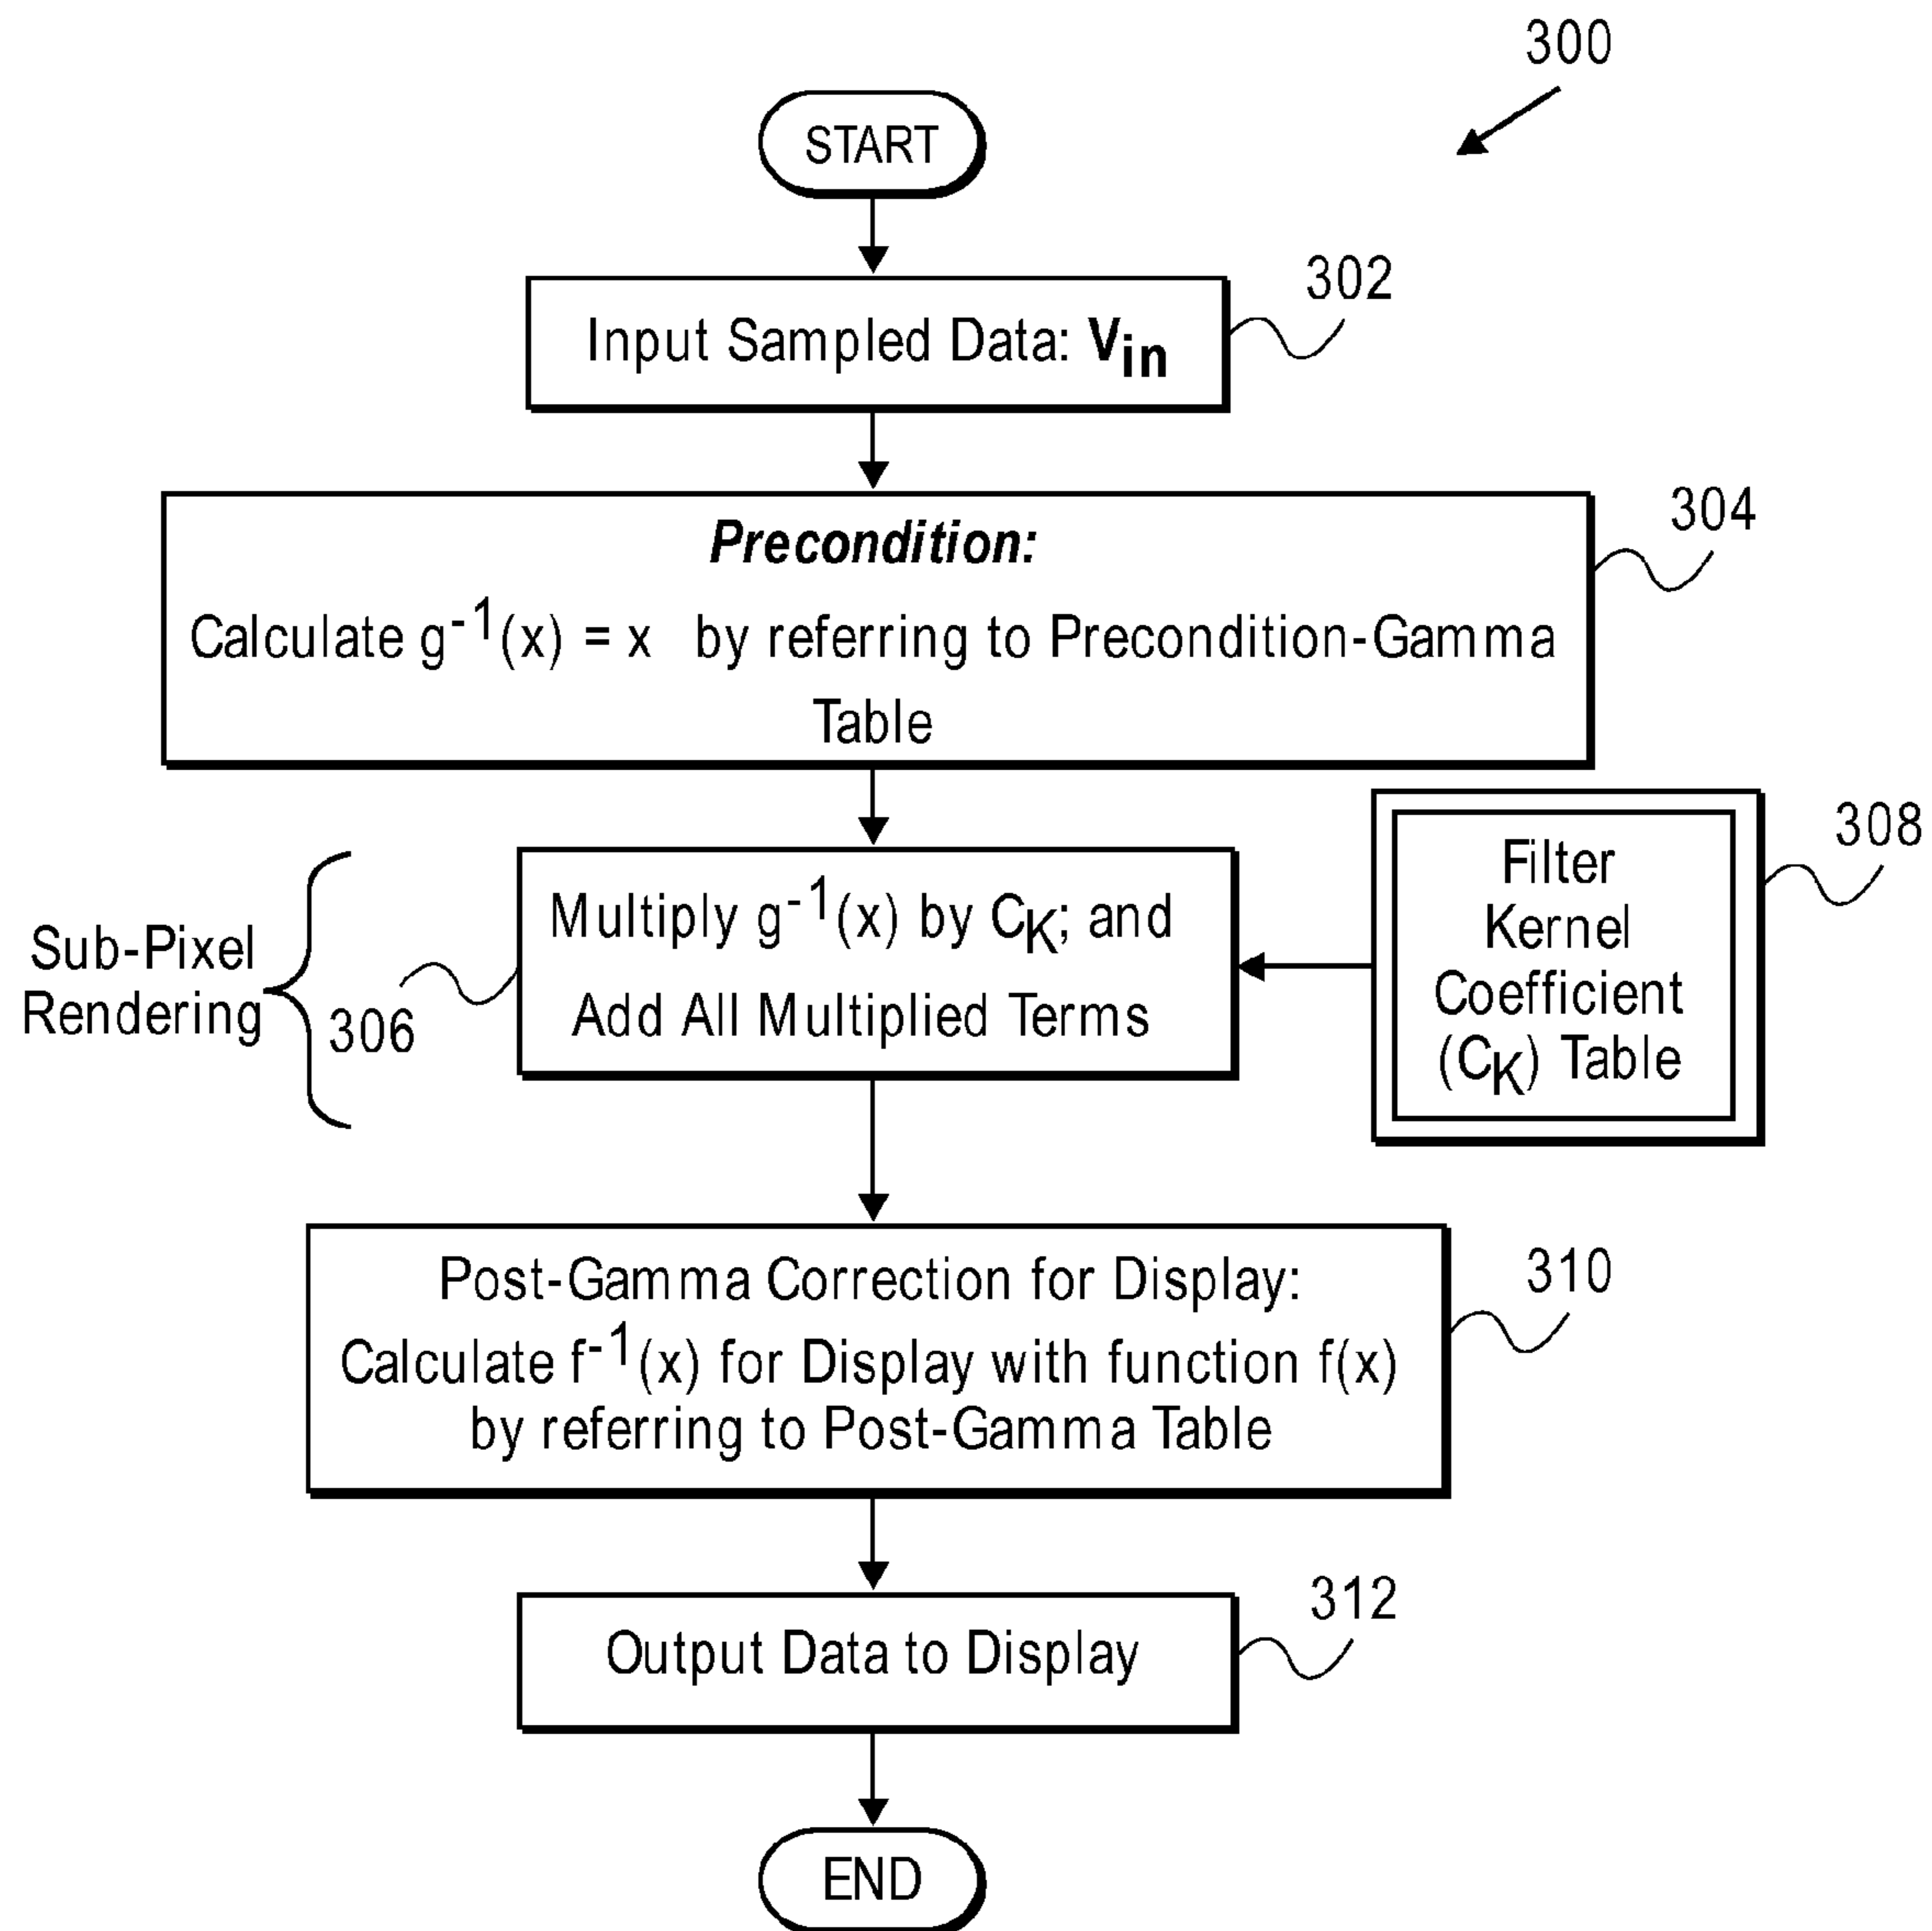 300
START
302
Input Sampled Data: Vin
304
Precondition:
Calculate g-1(x) = x by referring to Precondition-Gamma
Table
308
Filter
Kernel
Coefficient
(CK) Table
Multiply g-1(x) by CK; and
Add All Multiplied Terms
Sub-Pixel
Rendering
306
310
Post-Gamma Correction for Display:
Calculate f-1(x) for Display with function f(x)
by referring to Post-Gamma Table
312
Output Data to Display
END